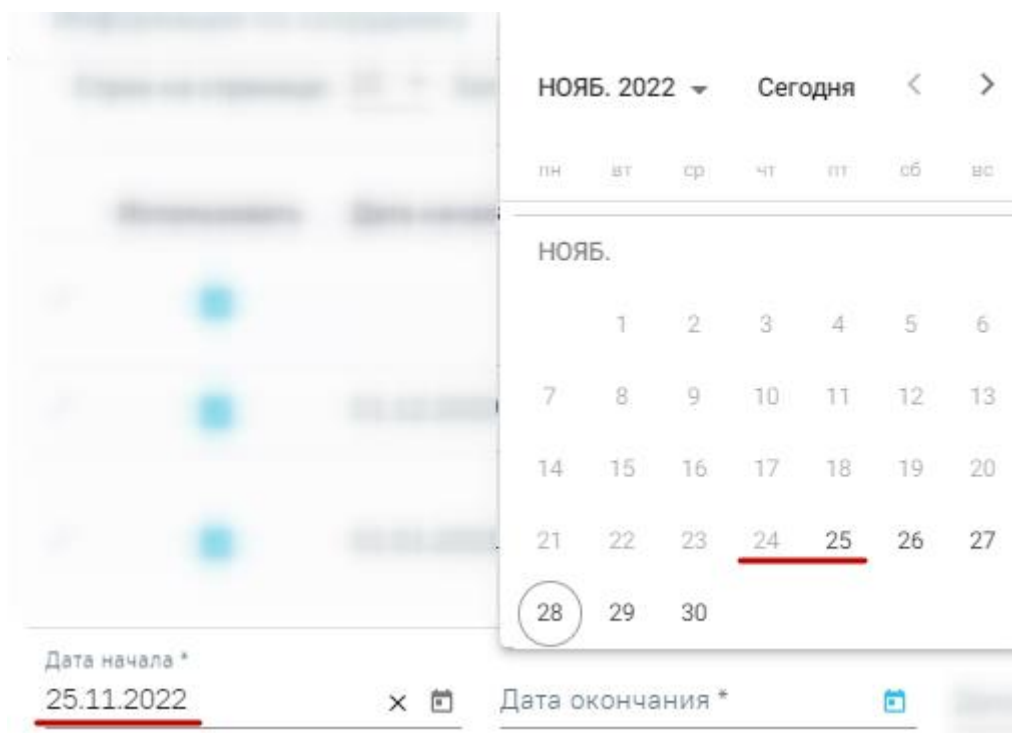 НОЯБ. 2022 Сегодня
пн вт ср чт пт сб вс
НОЯБ.
1 2 3 4 5 6
7 8 9 10 11 12 13
14 15 16 17 18 19 20
21 22 23 24 25 26 27
28 29 30
Дата начала *
25.11.2022
Дата окончания *